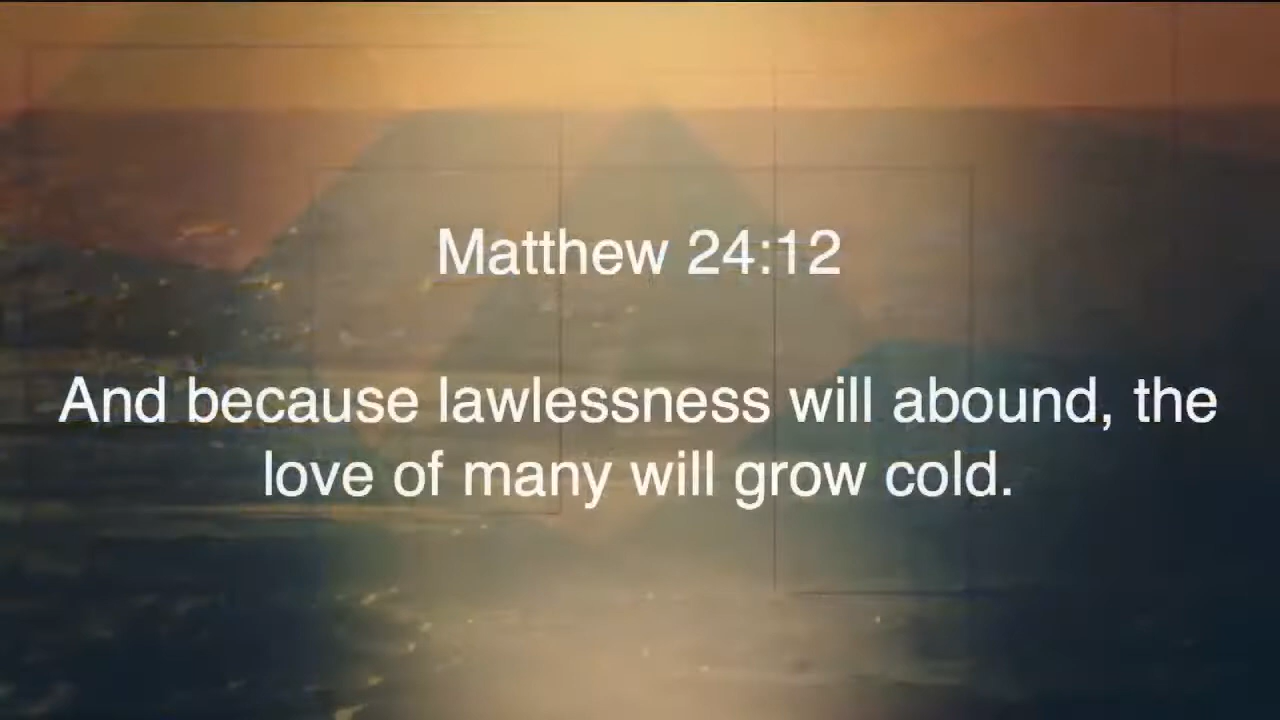 Matthew 24:12
And because lawlessness will abound, the
love of many will grow cold.